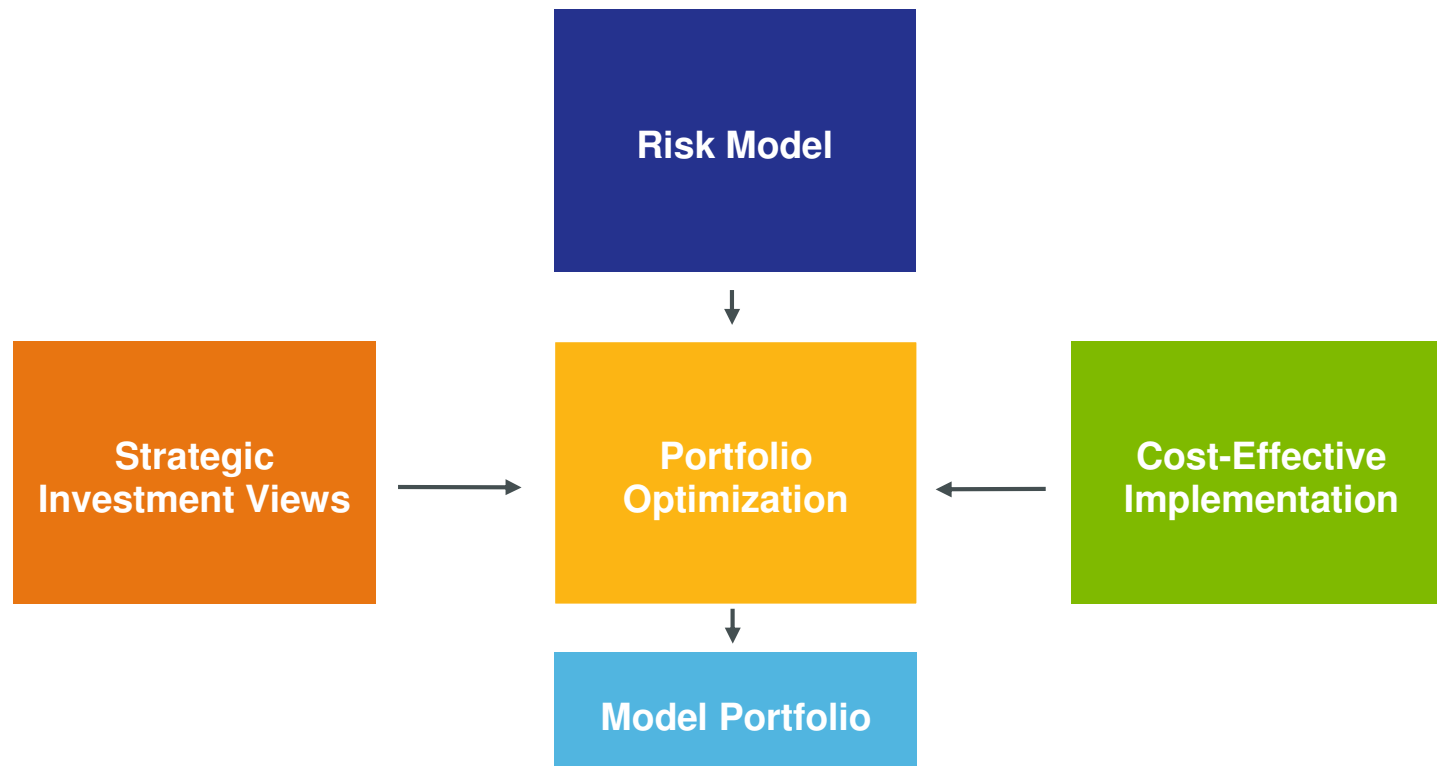 Risk Model
Strategic
Investment Views
Portfolio
Optimization
Cost-Effective
Implementation
Model Portfolio